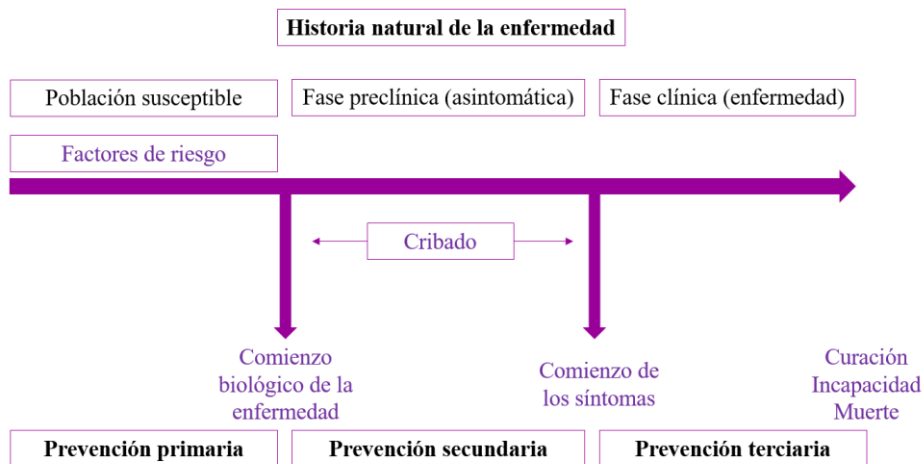 Historia natural de la enfermedad
Población susceptible
Fase preclínica (asintomática)
Fase clínica (enfermedad)
Factores de riesgo
Cribado
Comienzo
biológico de la
enfermedad
Comienzo de
los síntomas
Curación
Incapacidad
Muerte
Prevención primaria
Prevención secundaria
Prevención terciaria